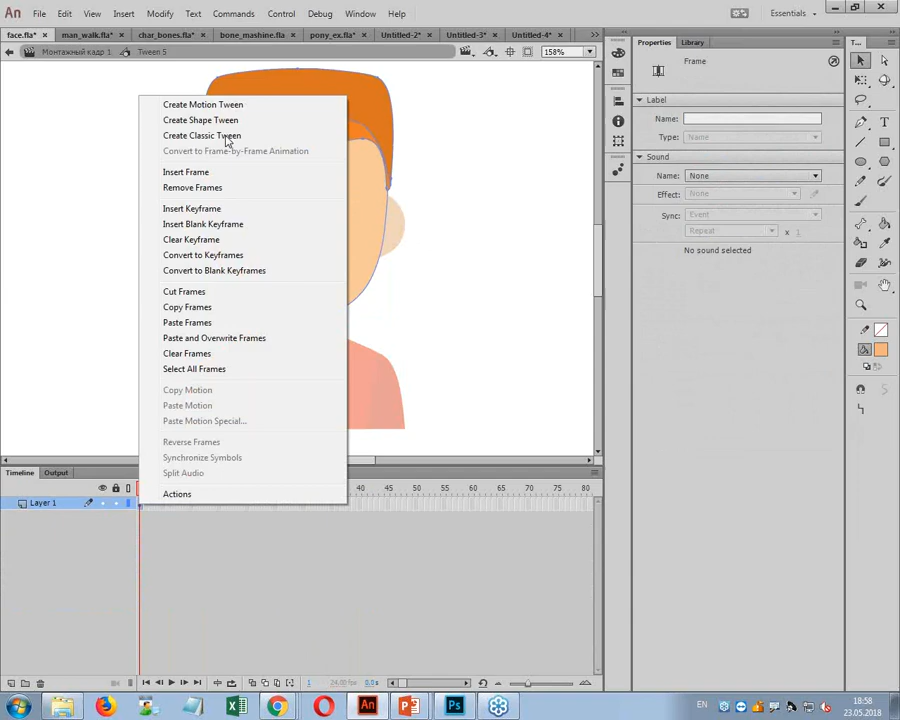 An File Edit View Insert Modify Text Commands Control Debug Window Help Essentials
face.fla* × man_walk.fla* × char_bones.fla* × bone_mashine.fla* × pony_ex.fla* × Untitled-2* × Untitled-3* × Untitled-4* ×
Монтажный кадр 1 Tween 5 158%
Properties Library T...
Frame
Label
Name:
Type: Name
Sound
Name: None
Effect: None
Sync: Event
Repeat x 1
No sound selected
Create Motion Tween
Create Shape Tween
Create Classic Tween
Convert to Frame-by-Frame Animation
Insert Frame
Remove Frames
Insert Keyframe
Insert Blank Keyframe
Clear Keyframe
Convert to Keyframes
Convert to Blank Keyframes
Cut Frames
Copy Frames
Paste Frames
Paste and Overwrite Frames
Clear Frames
Select All Frames
Copy Motion
Paste Motion
Paste Motion Special...
Reverse Frames
Synchronize Symbols
Split Audio
Actions
Timeline Output
40 45 50 55 60 65 70 75 80
Layer 1
1 24.00 fps 0.0s
EN 18:58
23.05.2018